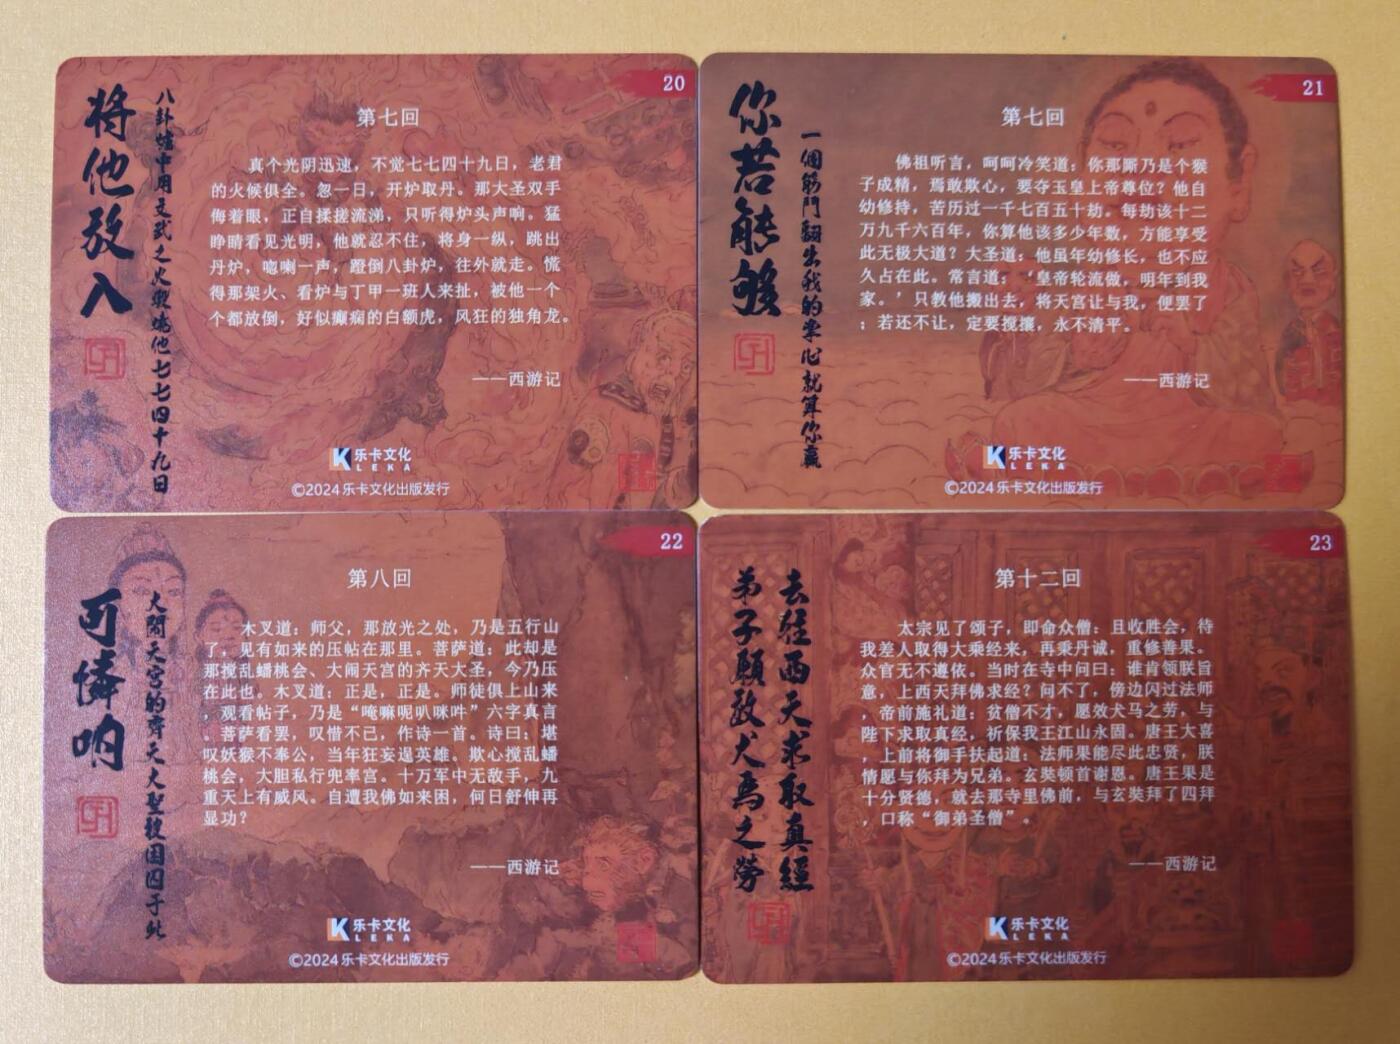 20
将他放入
八卦爐中用文武之火煅燒他七七四十九日
第七回
真个光阴迅速，不觉七七四十九日，老君
的火候俱全。忽一日，开炉取丹。那大圣双手
侮着眼，正自揉搓流涕，只听得炉头声响。猛
睁睛看见光明，他就忍不住，将身一纵，跳出
丹炉，唿喇一声，蹬倒八卦炉，往外就走。慌
得那架火、看炉与丁甲一班人来扯，被他一个
个都放倒，好似癫痫的白额虎，风狂的独角龙。
——西游记
K乐卡文化
LEKA
©2024乐卡文化出版发行
21
你若能够
一個筋鬥翻出我的掌心就算你贏
第七回
佛祖听言，呵呵冷笑道：你那厮乃是个猴
子成精，焉敢欺心，要夺玉皇上帝尊位？他自
幼修持，苦历过一千七百五十劫。每劫该十二
万九千六百年，你算他该多少年数，方能享受
此无极大道？大圣道：他虽年幼修长，也不应
久占在此。常言道：‘皇帝轮流做，明年到我
家。’只教他搬出去，将天宫让与我，便罢了
；若还不让，定要搅攘，永不清平。
——西游记
K乐卡文化
LEKA
©2024乐卡文化出版发行
22
可憐呐
大鬧天宮的齊天大聖被困囚于此
第八回
木叉道：师父，那放光之处，乃是五行山
了，见有如来的压帖在那里。菩萨道：此却是
那搅乱蟠桃会、大闹天宫的齐天大圣，今乃压
在此也。木叉道：正是，正是。师徒俱上山来
，观看帖子，乃是“唵嘛呢叭咪吽”六字真言
。菩萨看罢，叹惜不已，作诗一首。诗曰：堪
叹妖猴不奉公，当年狂妄逞英雄。欺心搅乱蟠
桃会，大胆私行兜率宫。十万军中无敌手，九
重天上有威风。自遭我佛如来困，何日舒伸再
显功？
——西游记
K乐卡文化
LEKA
©2024乐卡文化出版发行
23
去往西天求取真經
弟子願效犬馬之勞
第十二回
太宗见了颂子，即命众僧：且收胜会，待
我差人取得大乘经来，再秉丹诚，重修善果。
众官无不遵依。当时在寺中问曰：谁肯领朕旨
意，上西天拜佛求经？问不了，傍边闪过法师
，帝前施礼道：贫僧不才，愿效犬马之劳，与
陛下求取真经，祈保我王江山永固。唐王大喜
，上前将御手扶起道：法师果能尽此忠贤，朕
情愿与你拜为兄弟。玄奘顿首谢恩。唐王果是
十分贤德，就去那寺里佛前，与玄奘拜了四拜
，口称“御弟圣僧”。
——西游记
K乐卡文化
LEKA
©2024乐卡文化出版发行